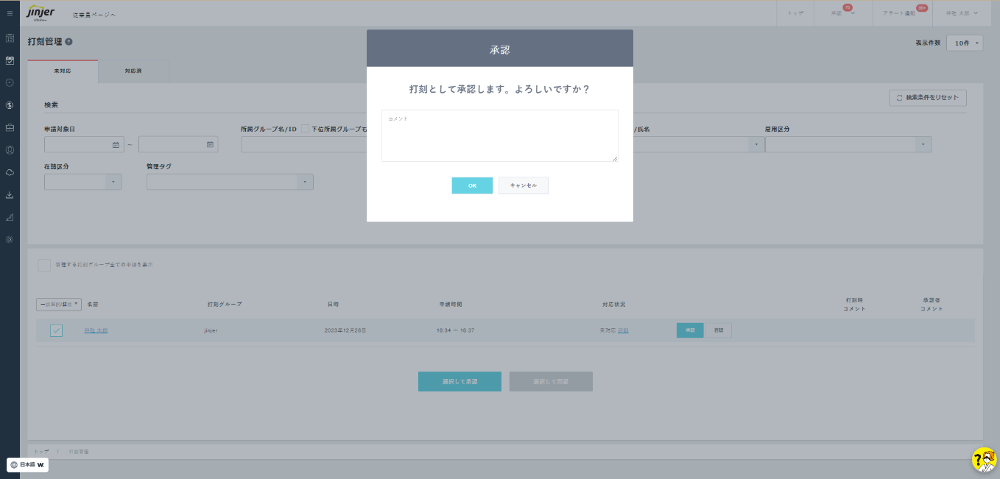 jinjer
ジンジャー
従業員ページへ
トップ
承認
76
アラート通知
99+
神社 太郎
打刻管理
?
表示件数
10件
未対応
対応済
検索
検索条件をリセット
申請対象日
~
所属グループ名/ID
下位所属グループも
/氏名
雇用区分
在籍区分
管理タグ
承認
打刻として承認します。よろしいですか？
コメント
OK
キャンセル
管理する打刻グループ全ての申請を表示
一括選択/解除
名前
打刻グループ
日時
申請時間
対応状況
打刻時
コメント
承認者
コメント
神社 太郎
jinjer
2023年12月26日
16:34 ～ 16:37
未対応 詳細
承認
否認
選択して承認
選択して否認
トップ / 打刻管理
日本語 W.
?